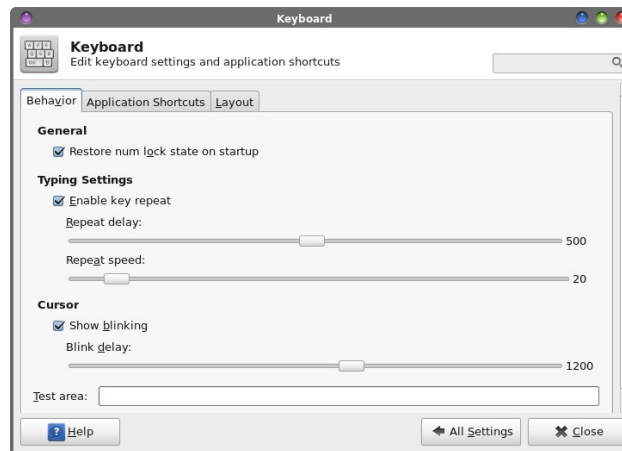 Keyboard
Keyboard
Edit keyboard settings and application shortcuts
Behavior Application Shortcuts Layout
General
Restore num lock state on startup
Typing Settings
Enable key repeat
Repeat delay:
500
Repeat speed:
20
Cursor
Show blinking
Blink delay:
1200
Test area:
Help All Settings Close